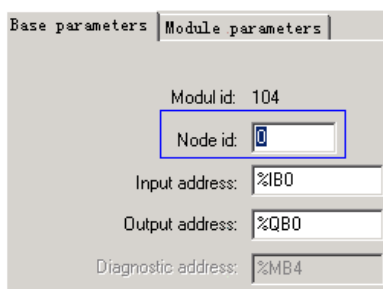 Base parameters Module parameters
Modul id: 104
Node id: 0
Input address: %IB0
Output address: %QB0
Diagnostic address: %MB4